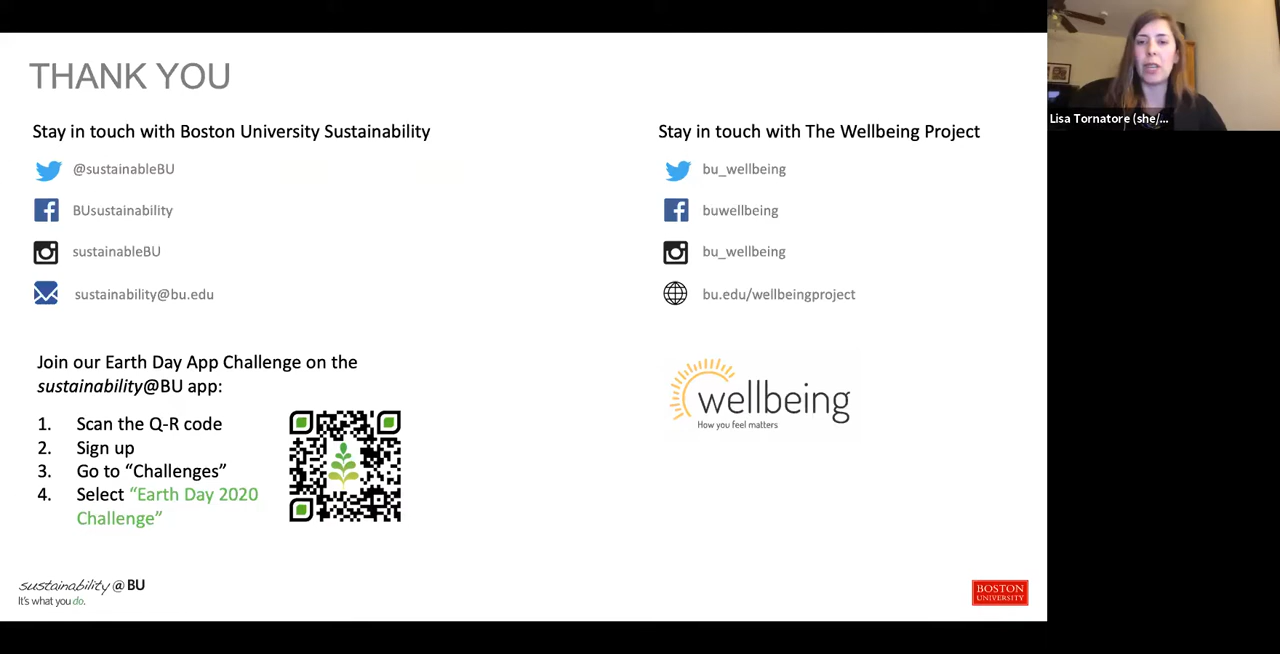 THANK YOU
Stay in touch with Boston University Sustainability
@sustainableBU
BUsustainability
sustainableBU
sustainability@bu.edu
Stay in touch with The Wellbeing Project
bu_wellbeing
buwellbeing
bu_wellbeing
bu.edu/wellbeingproject
Join our Earth Day App Challenge on the
sustainability@BU app:
1. Scan the Q-R code
2. Sign up
3. Go to “Challenges”
4. Select “Earth Day 2020
Challenge”
wellbeing
How you feel matters
sustainability@BU
It's what you do.
BOSTON
UNIVERSITY
Lisa Tornatore (she/...